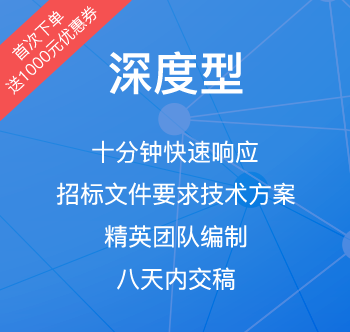 首次下单
送1000元优惠券
深度型
十分钟快速响应
招标文件要求技术方案
精英团队编制
八天内交稿